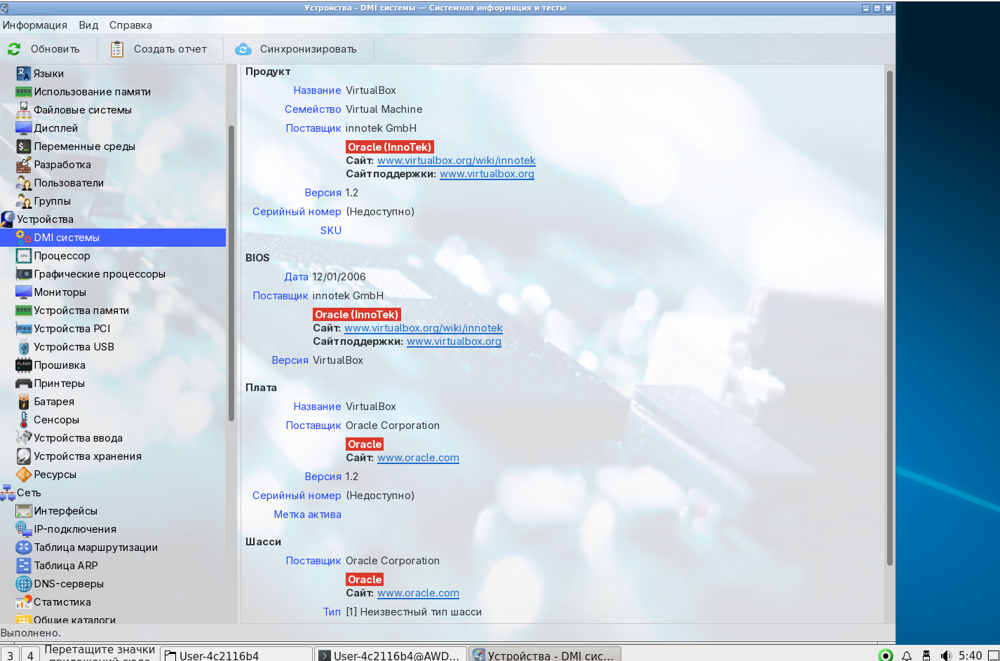 Устройства - DMI системы — Системная информация и тесты
Информация Вид Справка
Обновить Создать отчет Синхронизировать
Языки
Использование памяти
Файловые системы
Дисплей
Переменные среды
Разработка
Пользователи
Группы
Устройства
DMI системы
Процессор
Графические процессоры
Мониторы
Устройства памяти
Устройства PCI
Устройства USB
Прошивка
Принтеры
Батарея
Сенсоры
Устройства ввода
Устройства хранения
Ресурсы
Сеть
Интерфейсы
IP-подключения
Таблица маршрутизации
Таблица ARP
DNS-серверы
Статистика
Общие каталоги
Продукт
Название VirtualBox
Семейство Virtual Machine
Поставщик innotek GmbH
Oracle (InnoTek)
Сайт: www.virtualbox.org/wiki/innotek
Сайт поддержки: www.virtualbox.org
Версия 1.2
Серийный номер (Недоступно)
SKU
BIOS
Дата 12/01/2006
Поставщик innotek GmbH
Oracle (InnoTek)
Сайт: www.virtualbox.org/wiki/innotek
Сайт поддержки: www.virtualbox.org
Версия VirtualBox
Плата
Название VirtualBox
Поставщик Oracle Corporation
Oracle
Сайт: www.oracle.com
Версия 1.2
Серийный номер (Недоступно)
Метка актива
Шасси
Поставщик Oracle Corporation
Oracle
Сайт: www.oracle.com
Тип [1] Неизвестный тип шасси
Выполнено.
3 4 Перетащите значки
приложений сюда
User-4c2116b4 User-4c2116b4@AWD... Устройства - DMI сис... 5:40